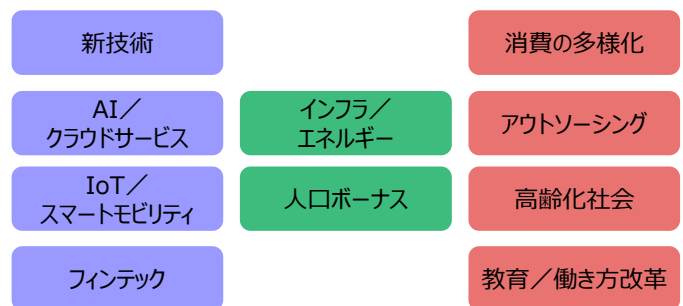 新技術
消費の多様化
AI／
クラウドサービス
インフラ／
エネルギー
アウトソーシング
IoT／
スマートモビリティ
人口ボーナス
高齢化社会
フィンテック
教育／働き方改革